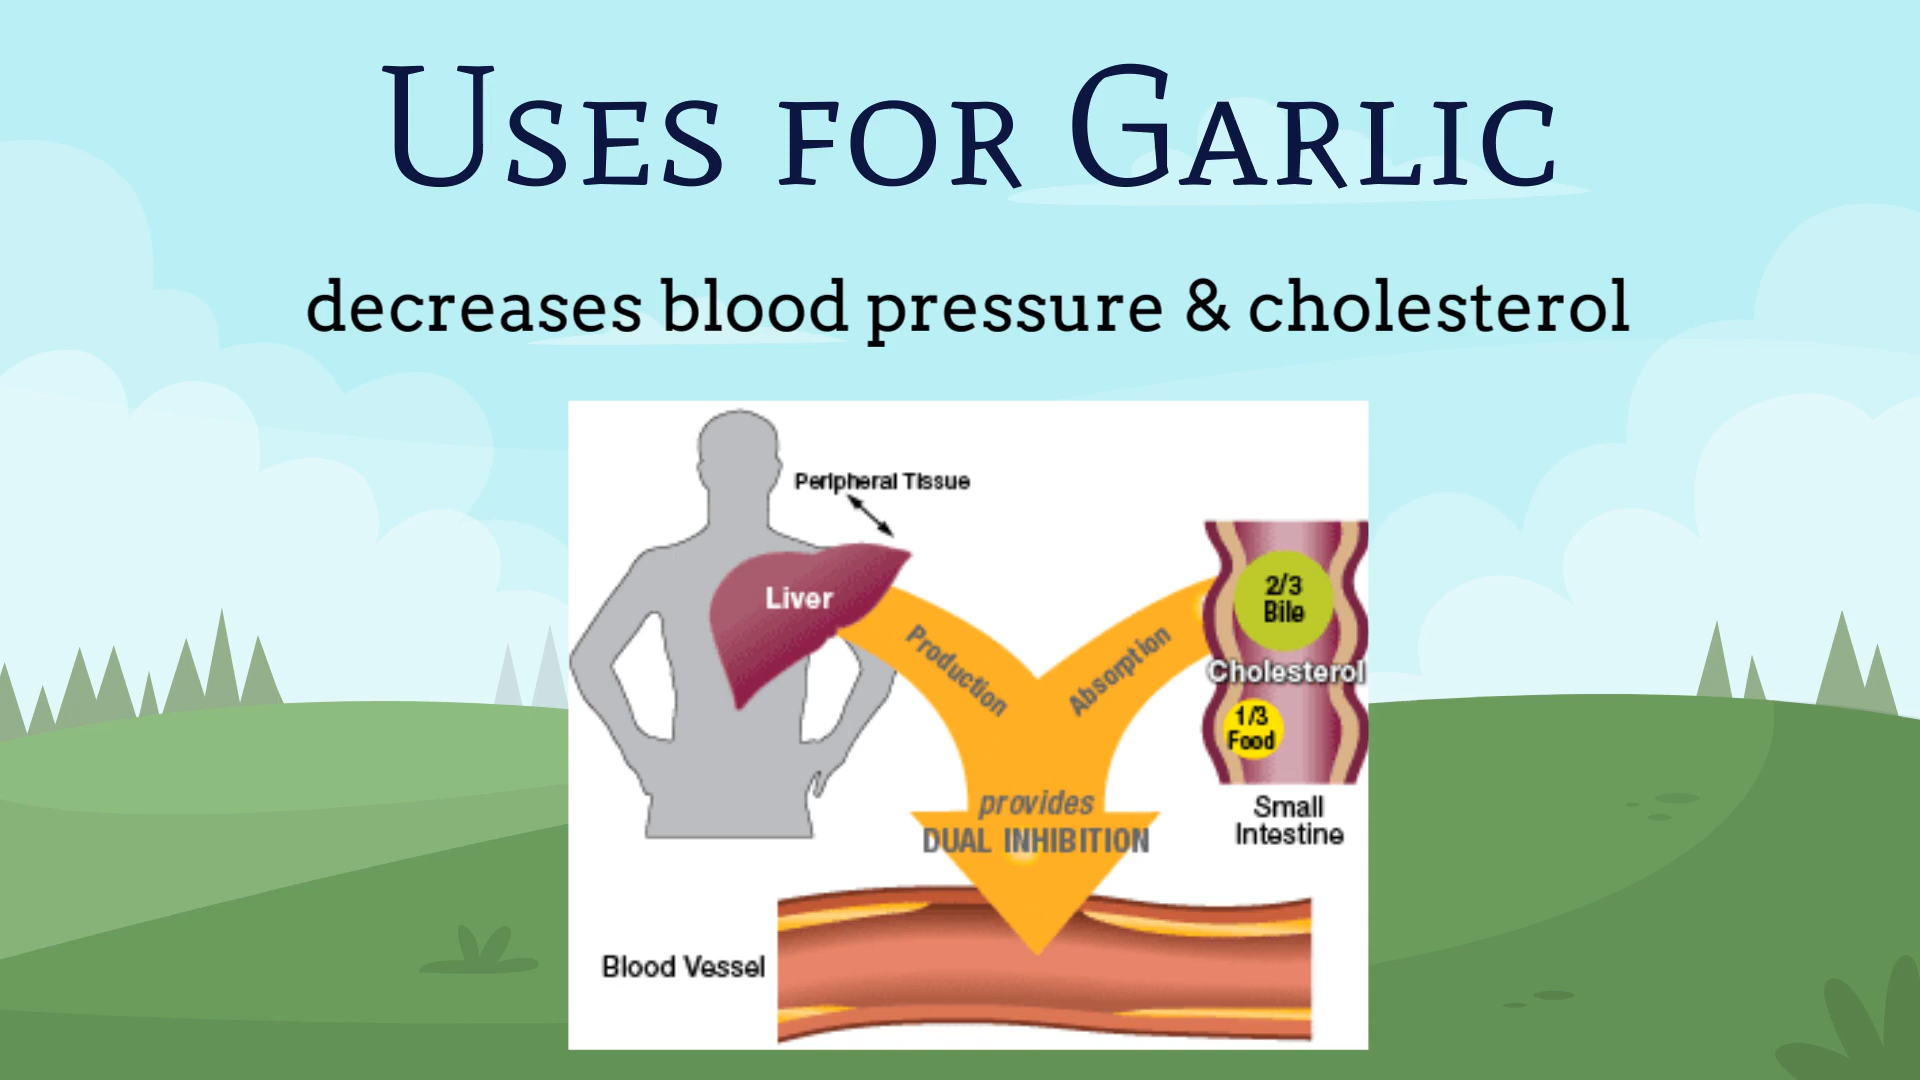 Uses for Garlic
decreases blood pressure & cholesterol
Peripheral Tissue
Liver
Production
Absorption
2/3
Bile
Cholesterol
1/3
Food
provides
DUAL INHIBITION
Small
Intestine
Blood Vessel